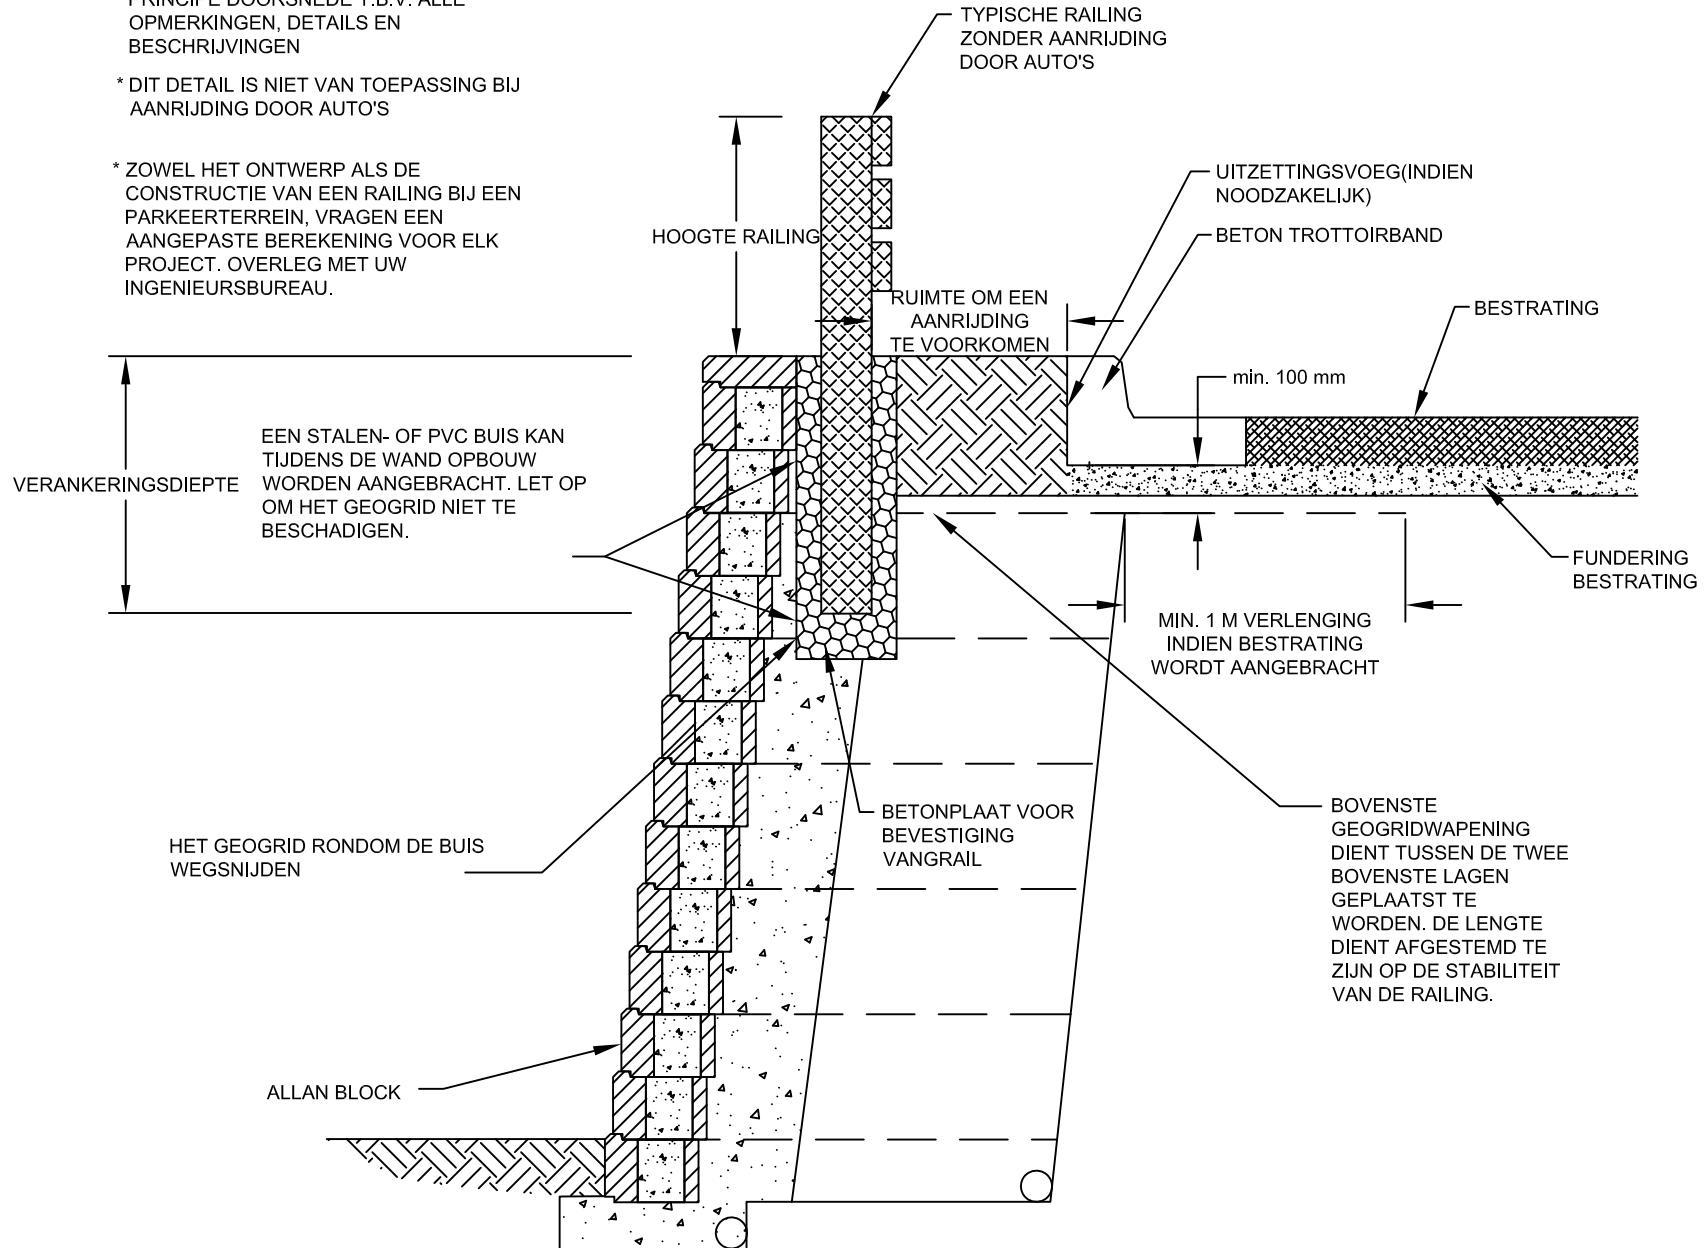 PRINCIPE DOORSNEDE T.B.V. ALLE
OPMERKINGEN, DETAILS EN
BESCHRIJVINGEN
* DIT DETAIL IS NIET VAN TOEPASSING BIJ
AANRIJDING DOOR AUTO'S
* ZOWEL HET ONTWERP ALS DE
CONSTRUCTIE VAN EEN RAILING BIJ EEN
PARKEERTERREIN, VRAGEN EEN
AANGEPASTE BEREKENING VOOR ELK
PROJECT. OVERLEG MET UW
INGENIEURSBUREAU.
TYPISCHE RAILING
ZONDER AANRIJDING
DOOR AUTO'S
HOOGTE RAILING
UITZETTINGSVOEG(INDIEN
NOODZAKELIJK)
BETON TROTTOIRBAND
RUIMTE OM EEN
AANRIJDING
TE VOORKOMEN
BESTRATING
min. 100 mm
EEN STALEN- OF PVC BUIS KAN
TIJDENS DE WAND OPBOUW
WORDEN AANGEBRACHT. LET OP
OM HET GEOGRID NIET TE
BESCHADIGEN.
VERANKERINGSDIEPTE
FUNDERING
BESTRATING
MIN. 1 M VERLENGING
INDIEN BESTRATING
WORDT AANGEBRACHT
BETONPLAAT VOOR
BEVESTIGING
VANGRAIL
HET GEOGRID RONDOM DE BUIS
WEGSNIJDEN
BOVENSTE
GEOGRIDWAPENING
DIENT TUSSEN DE TWEE
BOVENSTE LAGEN
GEPLAATST TE
WORDEN. DE LENGTE
DIENT AFGESTEMD TE
ZIJN OP DE STABILITEIT
VAN DE RAILING.
ALLAN BLOCK